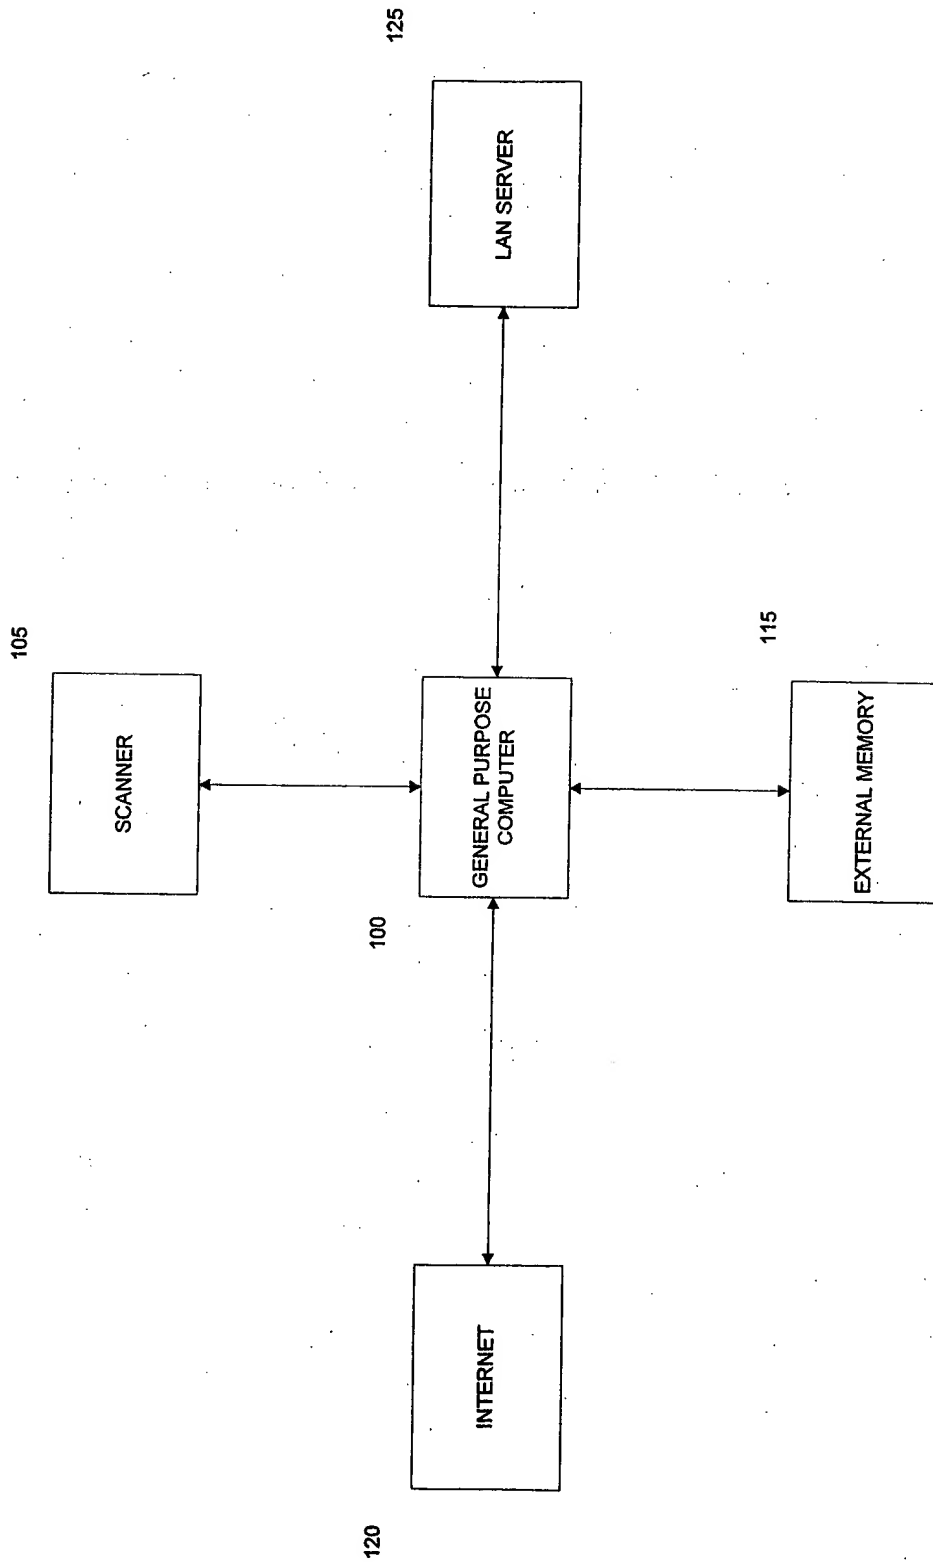 105
SCANNER
120
INTERNET
100
GENERAL PURPOSE
COMPUTER
125
LAN SERVER
115
EXTERNAL MEMORY